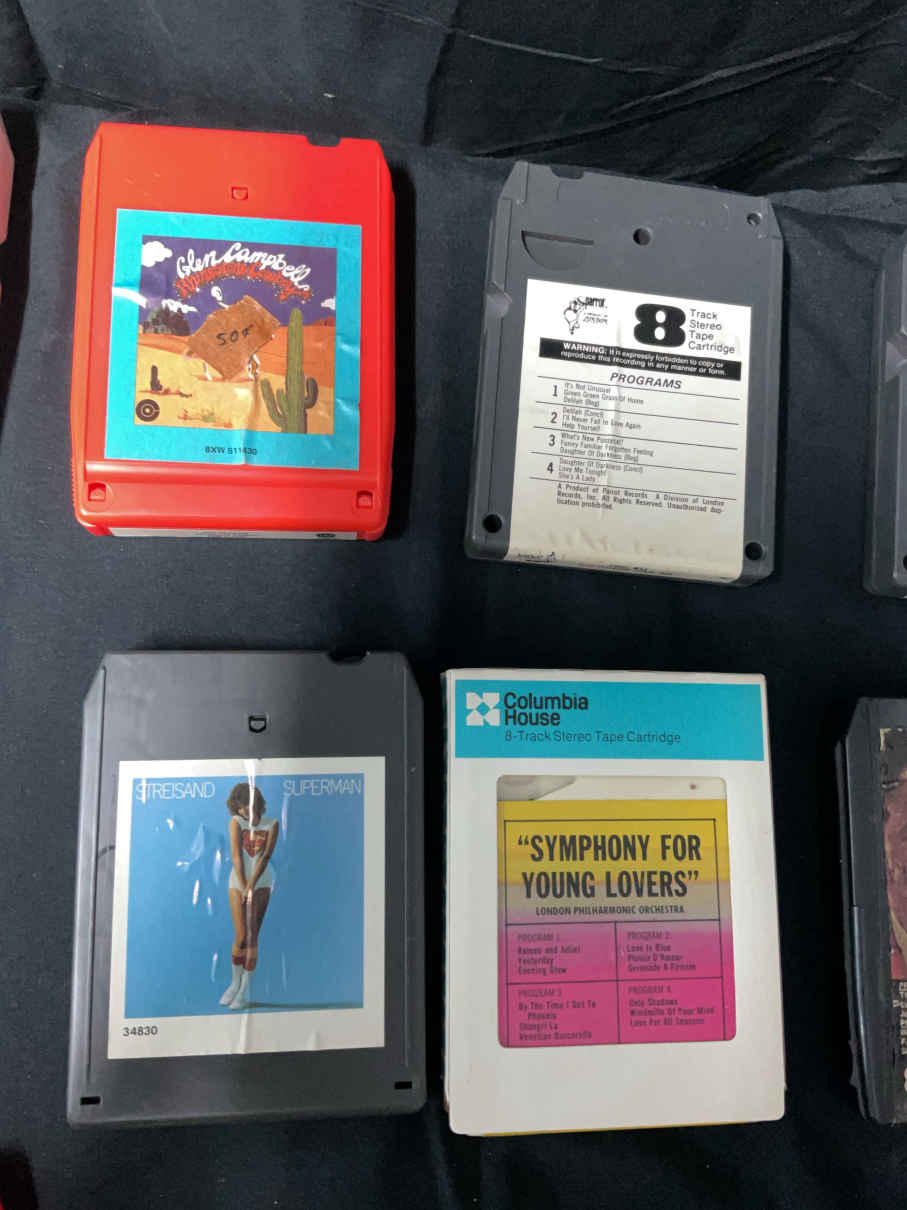 Glen Campbell
Rhinestone Cowboy
50¢
8XW 511430
Parrot
8
Track
Stereo
Tape
Cartridge
WARNING: It is expressly forbidden to copy or
reproduce this recording in any manner or form.
PROGRAMS
1
It's Not Unusual
Green Green Grass Of Home
Delilah (Beg)
2
Delilah (Concl)
I'll Never Fall In Love Again
Help Yourself
3
What's New Pussycat?
Funny Familiar Forgotten Feeling
Daughter Of Darkness (Beg)
4
Daughter Of Darkness (Concl)
Love Me Tonight
She's A Lady
A Product of Parrot Records. A Division of London
Records, Inc. All Rights Reserved. Unauthorized dup-
lication prohibited.
STREISAND SUPERMAN
34830
Columbia
House
8-Track Stereo Tape Cartridge
"SYMPHONY FOR
YOUNG LOVERS"
LONDON PHILHARMONIC ORCHESTRA
PROGRAM 1
Romeo and Juliet
Yesterday
Evening Glow
PROGRAM 2
Love Is Blue
Plaisir D'Amour
Serenade A Firenze
PROGRAM 3
By The Time I Get To
Phoenix
Shangri La
Venetian Barcarolle
PROGRAM 4
Only Shadows
Windmills Of Your Mind
Love For All Seasons